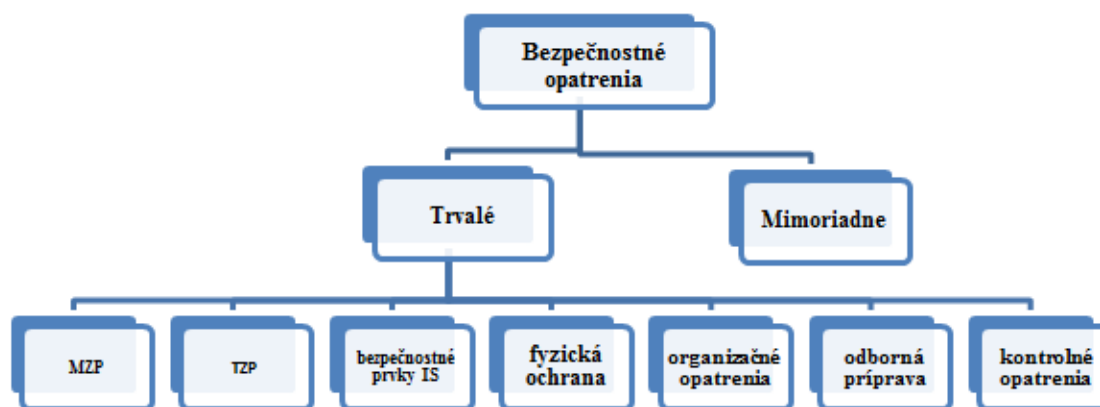 Bezpečnostné
opatrenia
Trvalé
Mimoriadne
MZP
TZP
bezpečnostné
prvky IS
fyzická
ochrana
organizačné
opatrenia
odborná
príprava
kontrolné
opatrenia